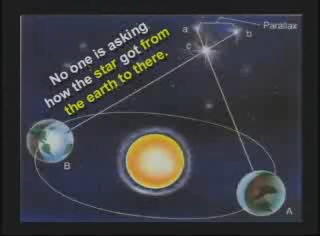 No one is asking
how the star got from
the earth to there.
Parallax
a
b
c
B
A